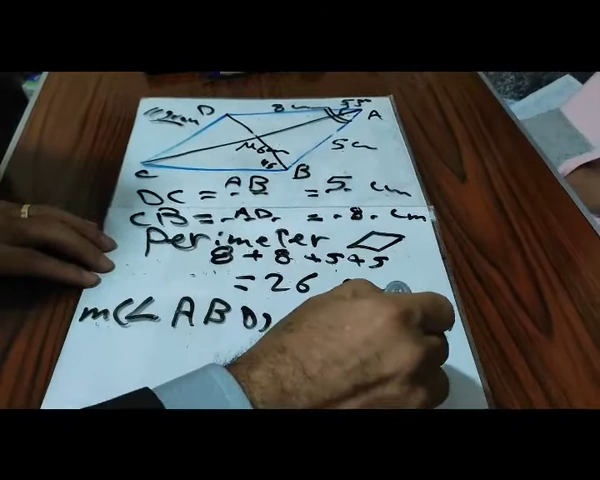 D 8 cm 55° A
5 cm
C B
DC = AB = 5 cm
CB = AD = 8 cm
Perimeter
8 + 8 + 5 + 5
= 26
m(< ABD)